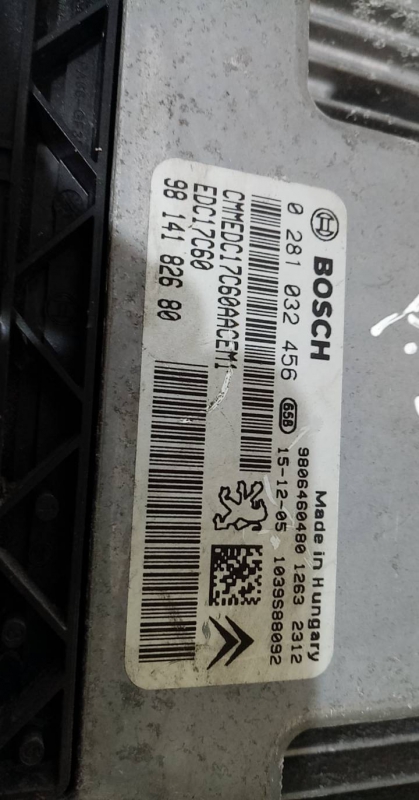 BOSCH
Made in Hungary
0 281 032 456
65B
9806460480 1263 2312
15-12-05 1039S88092
CMMEDC17C60AACEM1
EDC17C60
98 141 826 80